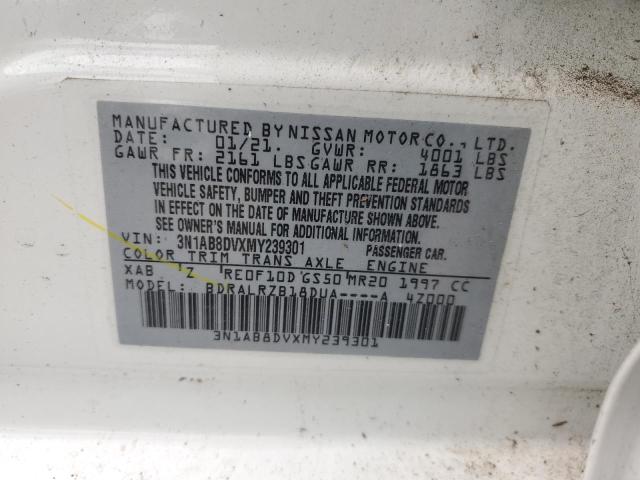 MANUFACTURED BY NISSAN MOTOR CO., LTD.
DATE: 01/21. GVWR: 4001 LBS
GAWR FR: 2161 LBS GAWR RR: 1863 LBS
THIS VEHICLE CONFORMS TO ALL APPLICABLE FEDERAL MOTOR
VEHICLE SAFETY, BUMPER AND THEFT PREVENTION STANDARDS
IN EFFECT ON THE DATE OF MANUFACTURE SHOWN ABOVE.
SEE OWNER'S MANUAL FOR ADDITIONAL INFORMATION.
VIN: 3N1AB8DVXMY239301 PASSENGER CAR.
COLOR TRIM TRANS AXLE ENGINE
XAB Z RE0F10D GS50 MR20 1997 CC
MODEL: BDRALRZB18DUA----A 4Z000
3N1AB8DVXMY239301